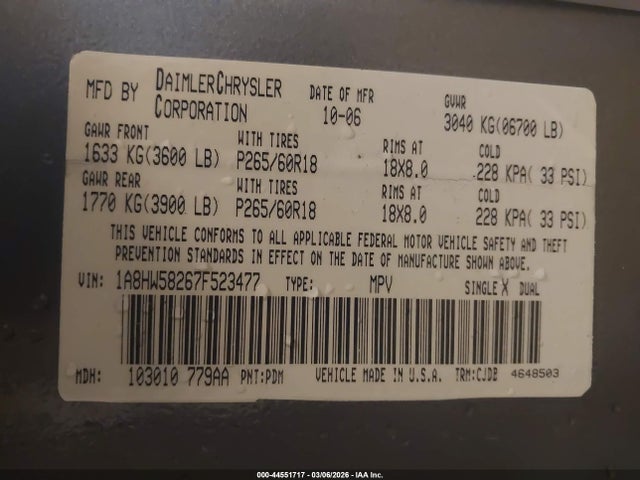 MFD BY DAIMLERCHRYSLER CORPORATION DATE OF MFR 10-06 GVWR 3040 KG(06700 LB)
GAWR FRONT WITH TIRES RIMS AT COLD
1633 KG(3600 LB) P265/60R18 18X8.0 228 KPA( 33 PSI)
GAWR REAR WITH TIRES RIMS AT COLD
1770 KG(3900 LB) P265/60R18 18X8.0 228 KPA( 33 PSI)
THIS VEHICLE CONFORMS TO ALL APPLICABLE FEDERAL MOTOR VEHICLE SAFETY AND THEFT
PREVENTION STANDARDS IN EFFECT ON THE DATE OF MANUFACTURE SHOWN ABOVE.
VIN: 1A8HW58267F523477 TYPE: MPV SINGLE X DUAL
MDH: 103010 779AA PNT:PDM VEHICLE MADE IN U.S.A. TRM:CJDB 4648503
000-44551717 - 03/06/2026 - IAA Inc.